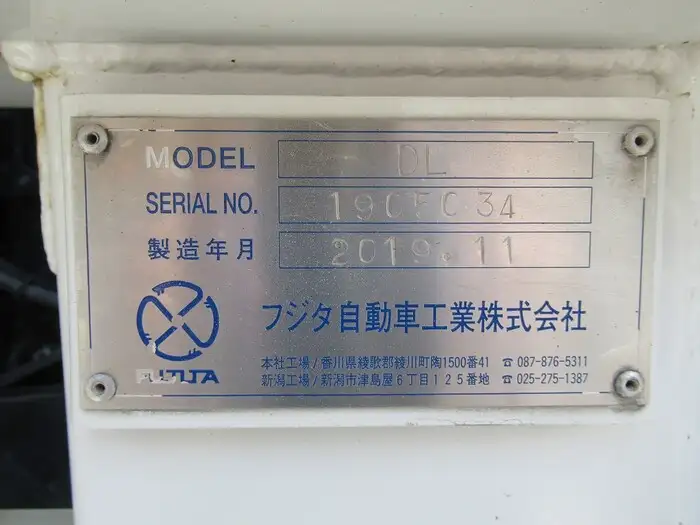 MODEL DL
SERIAL NO. 190F0 34
製造年月 2019.11
フジタ自動車工業株式会社
FUJITA
本社工場/香川県綾歌郡綾川町陶1500番41 ☎ 087-876-5311
新潟工場/新潟市津島屋6丁目125番地 ☎ 025-275-1387